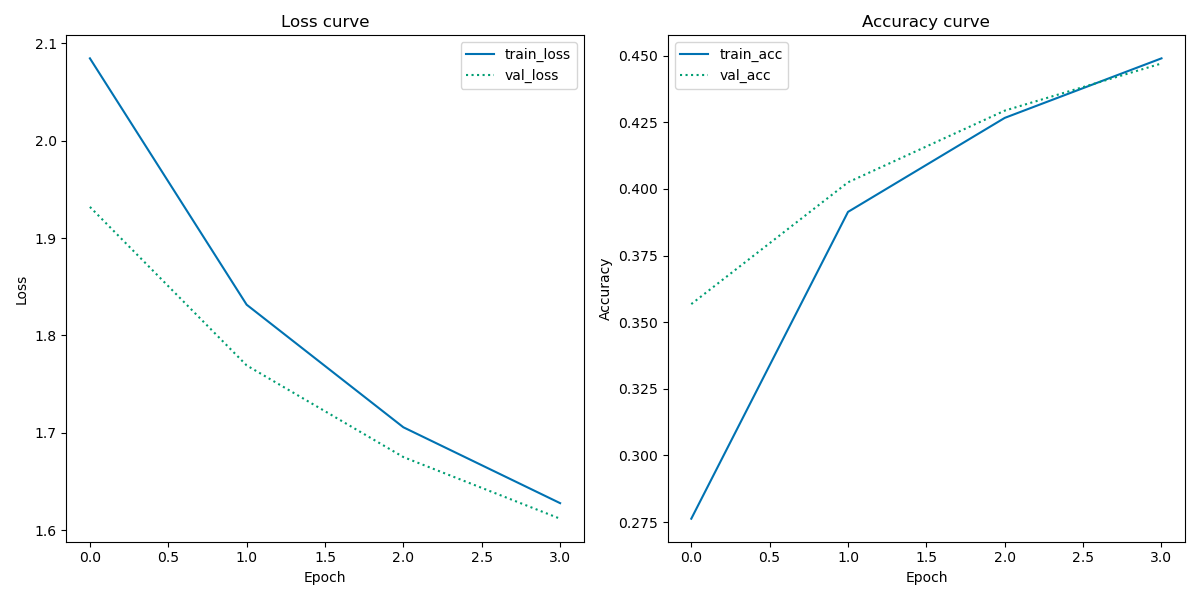 Loss curve
2.1
2.0
1.9
1.8
1.7
1.6
Loss
train_loss
val_loss
0.0 0.5 1.0 1.5 2.0 2.5 3.0
Epoch
Accuracy curve
0.450
0.425
0.400
0.375
0.350
0.325
0.300
0.275
Accuracy
train_acc
val_acc
0.0 0.5 1.0 1.5 2.0 2.5 3.0
Epoch